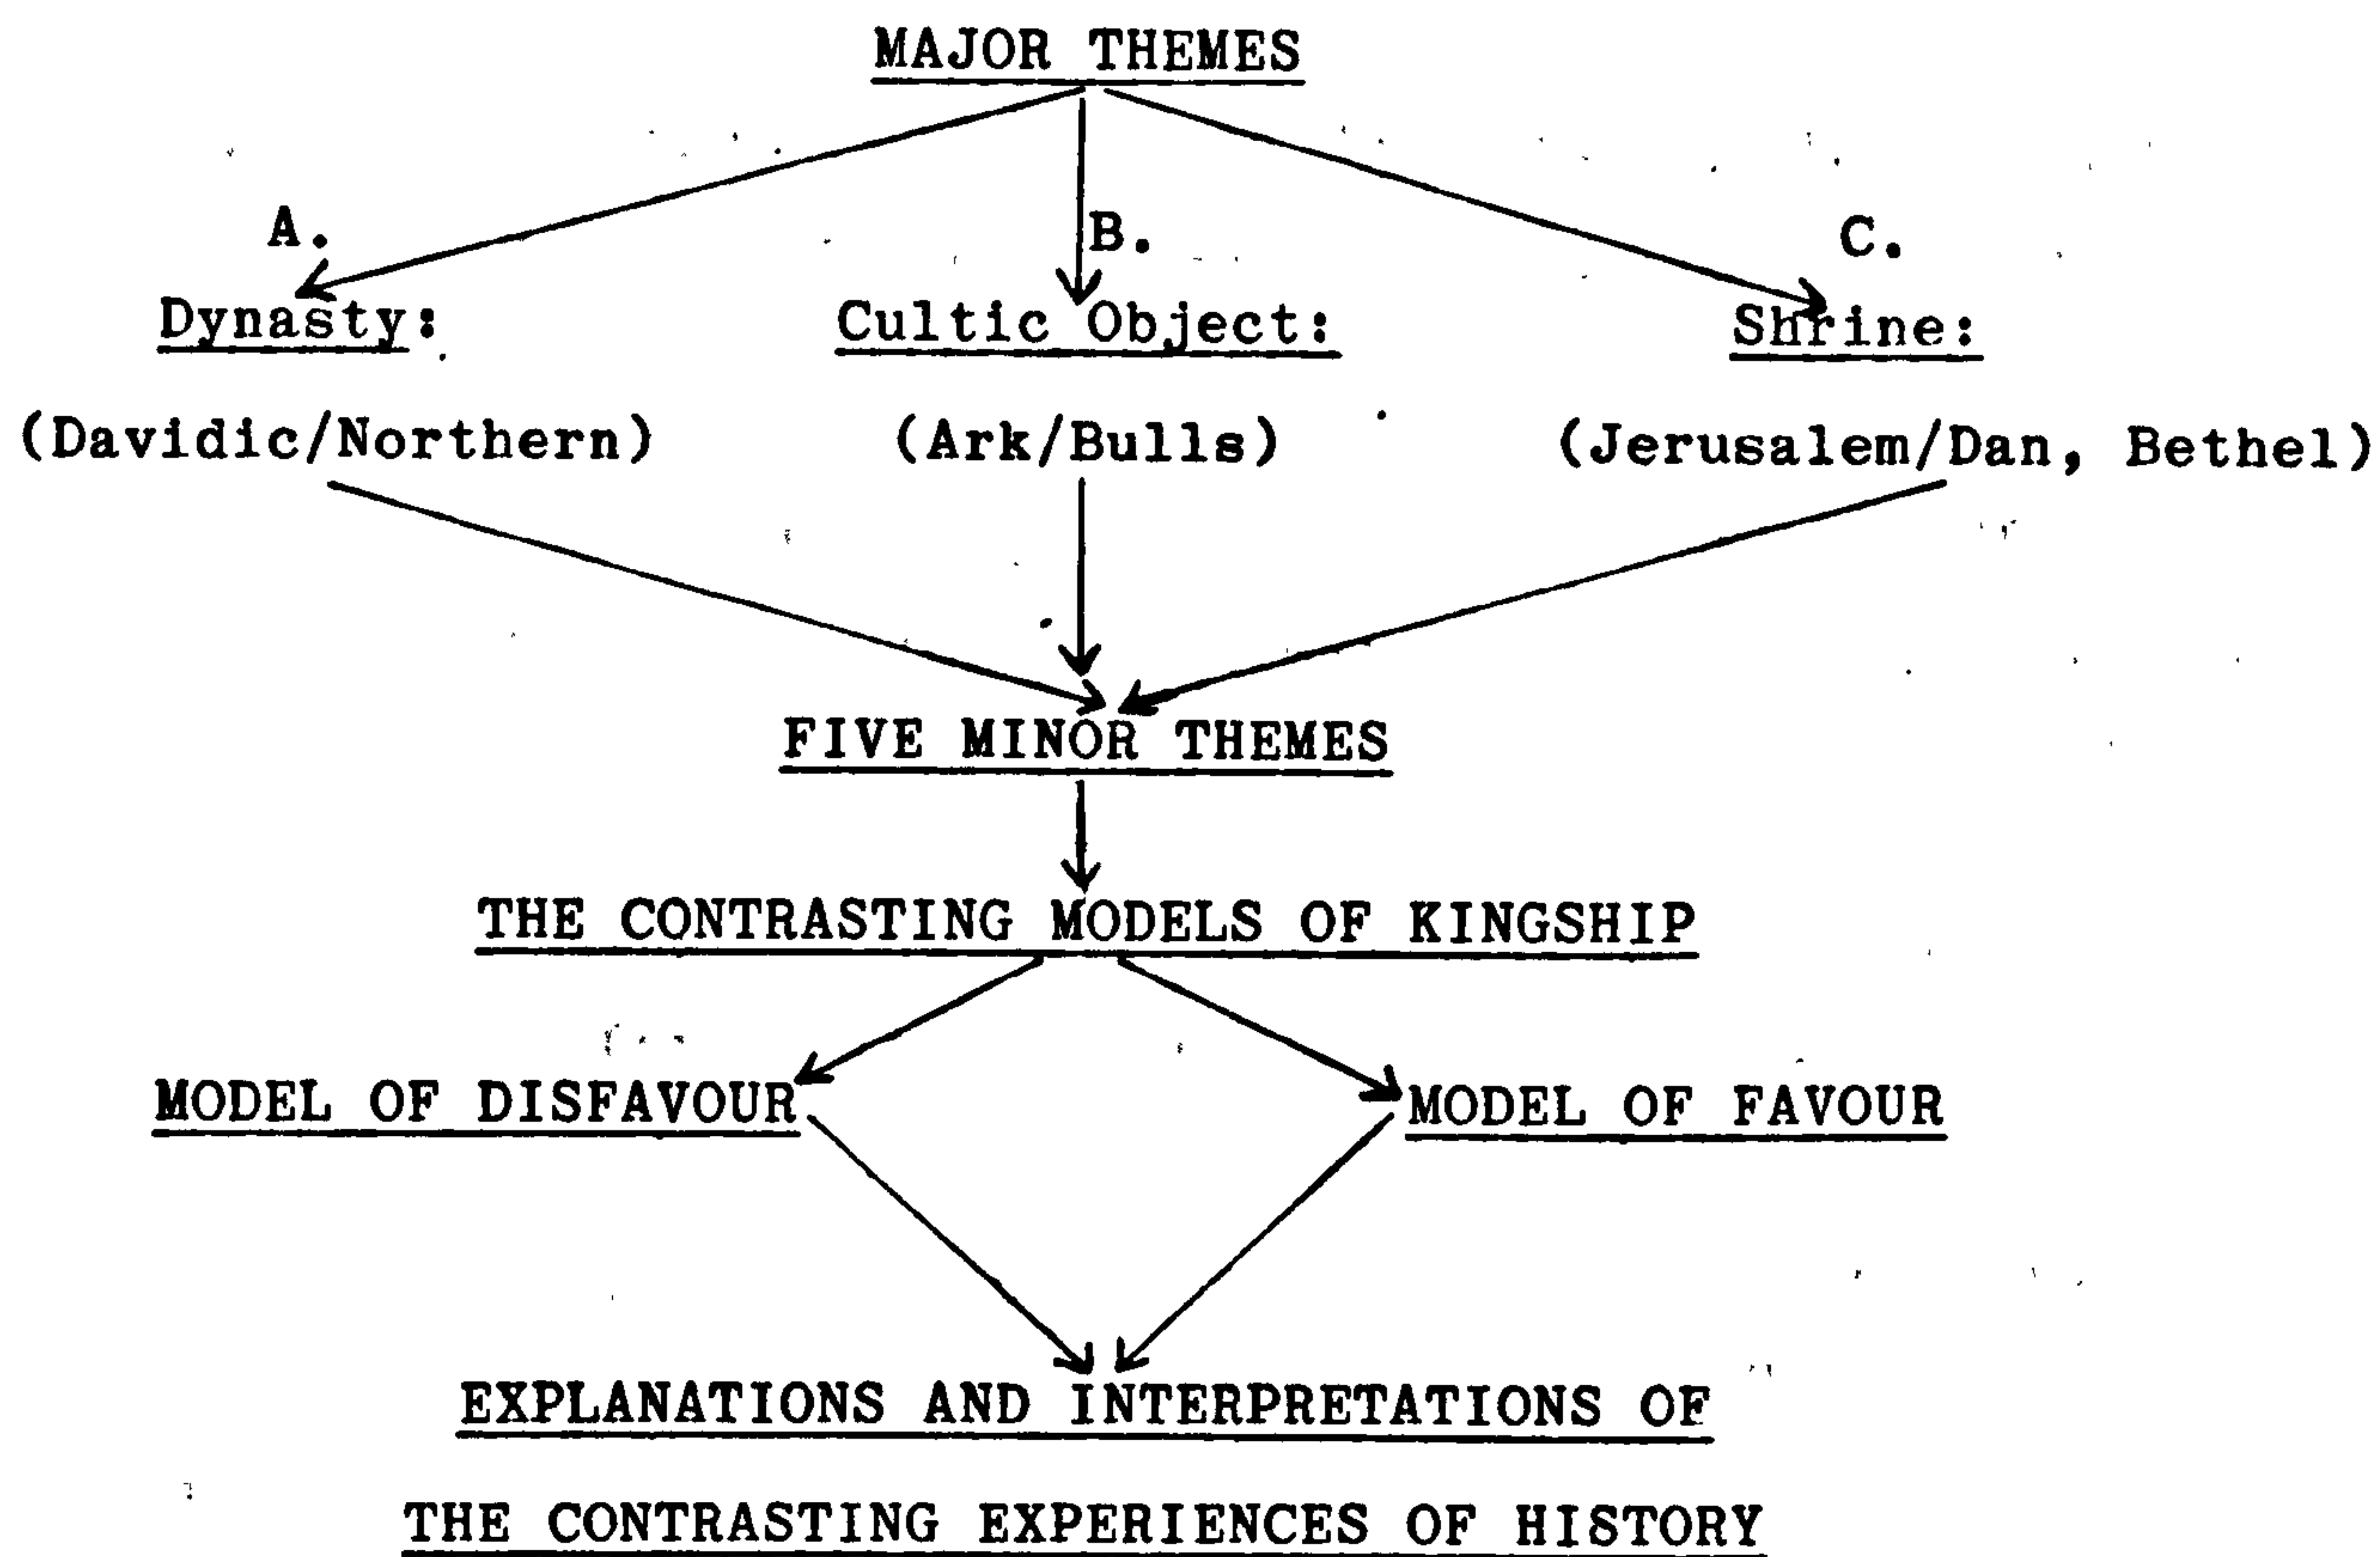 MAJOR THEMES
A.
B.
C.
Dynasty:
Cultic Object:
Shrine:
(Davidic/Northern)
(Ark/Bulls)
(Jerusalem/Dan, Bethel)
FIVE MINOR THEMES
THE CONTRASTING MODELS OF KINGSHIP
MODEL OF DISFAVOUR
MODEL OF FAVOUR
EXPLANATIONS AND INTERPRETATIONS OF
THE CONTRASTING EXPERIENCES OF HISTORY